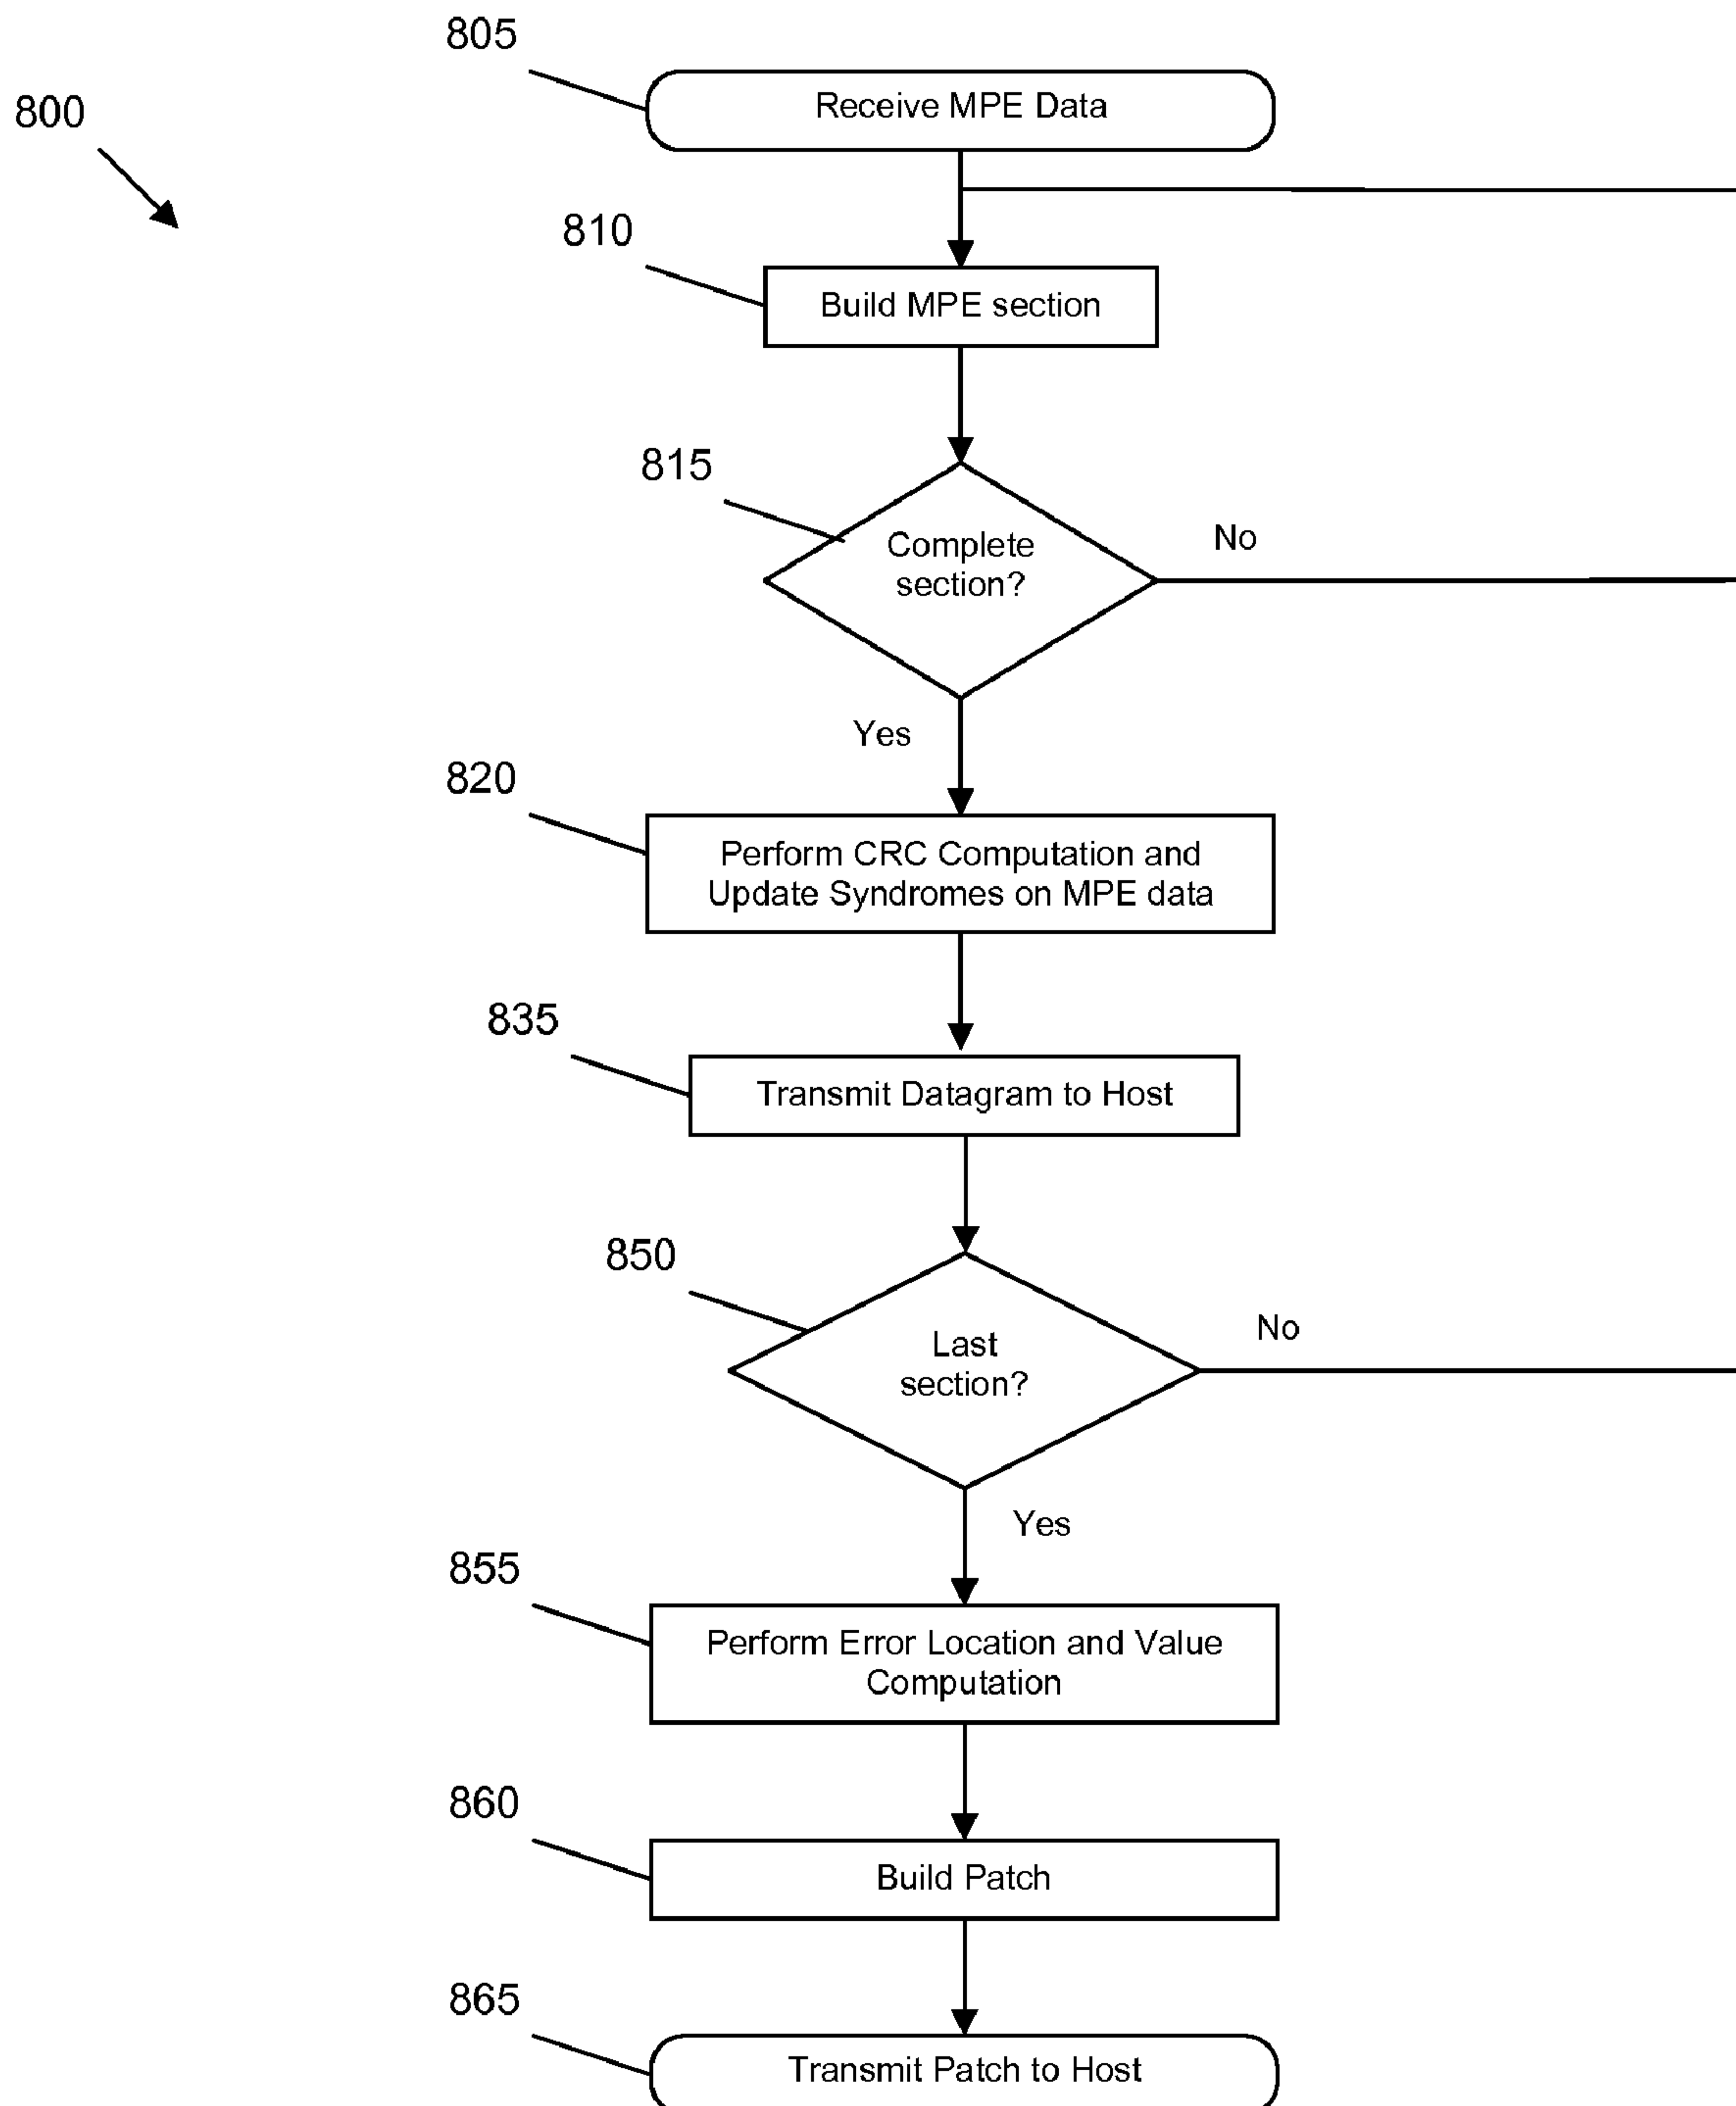 805
800
Receive MPE Data
810
Build MPE section
815
Complete
section?
No
Yes
820
Perform CRC Computation and
Update Syndromes on MPE data
835
Transmit Datagram to Host
850
Last
section?
No
Yes
855
Perform Error Location and Value
Computation
860
Build Patch
865
Transmit Patch to Host